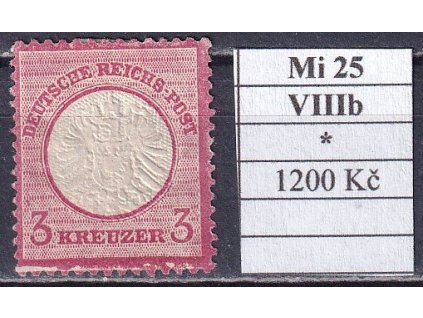 DEUTSCHE REICHS-POST
3 KREUZER 3
Mi 25
VIIIb
*
1200 Kč